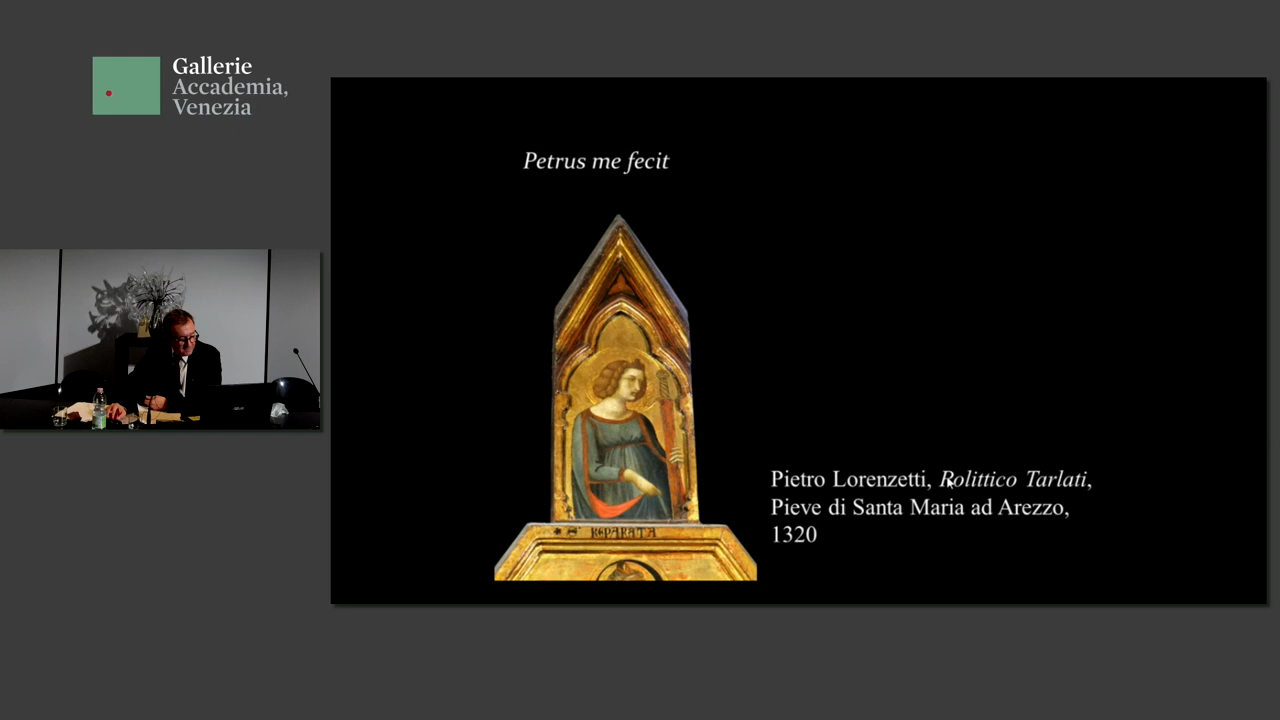 Gallerie
Accademia,
Venezia
Petrus me fecit
REPARATA
Pietro Lorenzetti, Polittico Tarlati,
Pieve di Santa Maria ad Arezzo,
1320